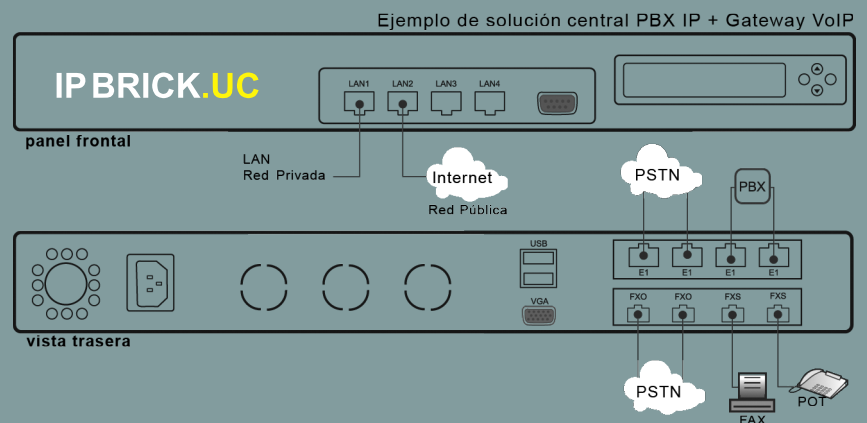 Ejemplo de solución central PBX IP + Gateway VoIP
IPBRICK.UC
LAN1 LAN2 LAN3 LAN4
panel frontal
LAN
Red Privada
Internet
Red Pública
PSTN
PBX
USB
VGA
E1 E1 E1 E1
FXO FXO FXS FXS
vista trasera
PSTN
FAX
POT